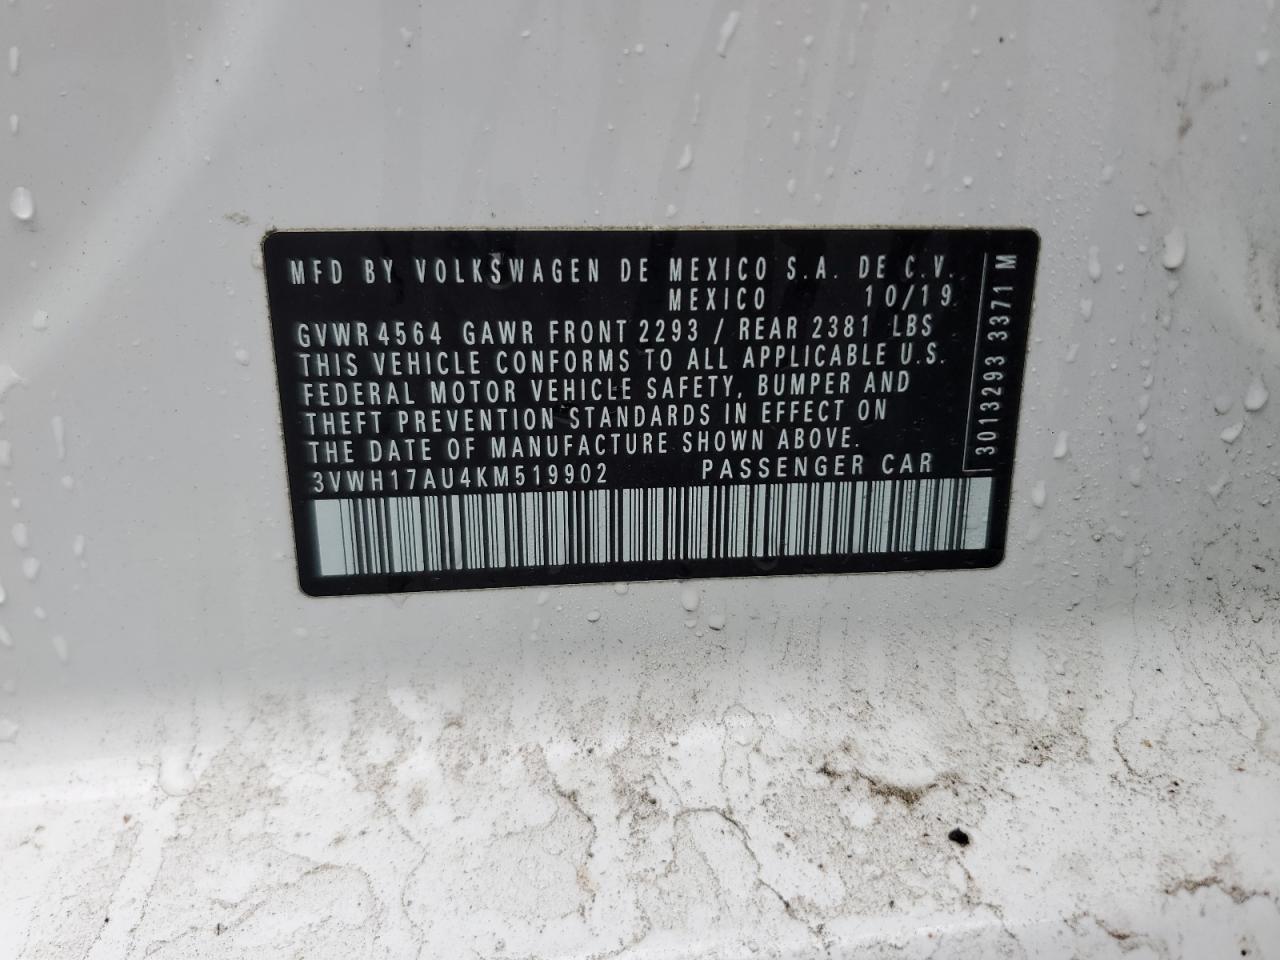 MFD BY VOLKSWAGEN DE MEXICO S.A. DE C.V.
MEXICO 10/19
GVWR 4564 GAWR FRONT 2293 / REAR 2381 LBS
THIS VEHICLE CONFORMS TO ALL APPLICABLE U.S.
FEDERAL MOTOR VEHICLE SAFETY, BUMPER AND
THEFT PREVENTION STANDARDS IN EFFECT ON
THE DATE OF MANUFACTURE SHOWN ABOVE.
3VWH17AU4KM519902 PASSENGER CAR
30132933371 M